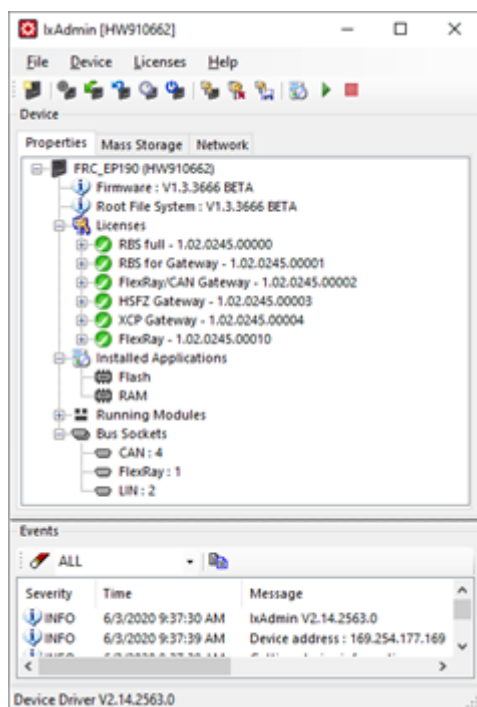 IxAdmin [HW910662]
File Device Licenses Help
Device
Properties Mass Storage Network
FRC_EP190 (HW910662)
Firmware : V1.3.3666 BETA
Root File System : V1.3.3666 BETA
Licenses
RBS full - 1.02.0245.00000
RBS for Gateway - 1.02.0245.00001
FlexRay/CAN Gateway - 1.02.0245.00002
HSFZ Gateway - 1.02.0245.00003
XCP Gateway - 1.02.0245.00004
FlexRay - 1.02.0245.00010
Installed Applications
Flash
RAM
Running Modules
Bus Sockets
CAN : 4
FlexRay : 1
LIN : 2
Events
ALL
Severity Time Message
INFO 6/3/2020 9:37:30 AM IxAdmin V2.14.2563.0
INFO 6/3/2020 9:37:39 AM Device address : 169.254.177.169
INFO
Device Driver V2.14.2563.0